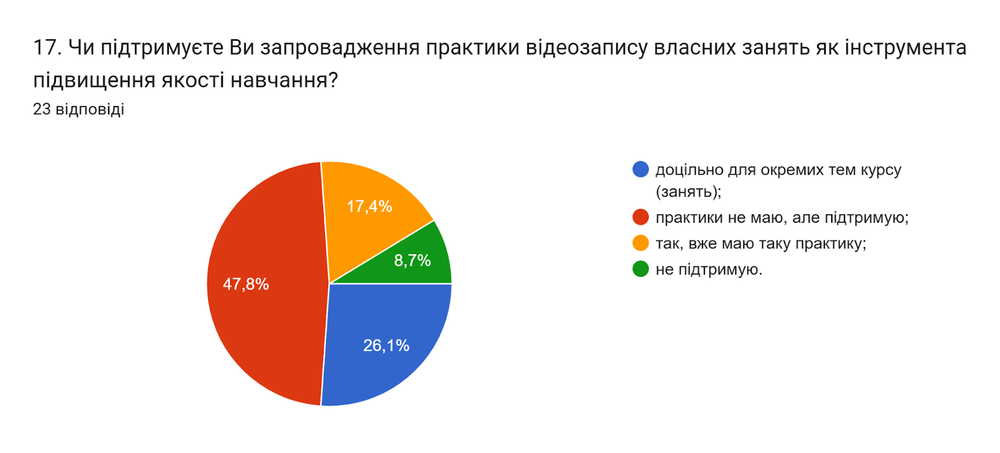 17. Чи підтримуєте Ви запровадження практики відеозапису власних занять як інструмента
підвищення якості навчання?
23 відповіді
доцільно для окремих тем курсу
(занять);
практики не маю, але підтримую;
так, вже маю таку практику;
не підтримую.
17,4%
8,7%
47,8%
26,1%